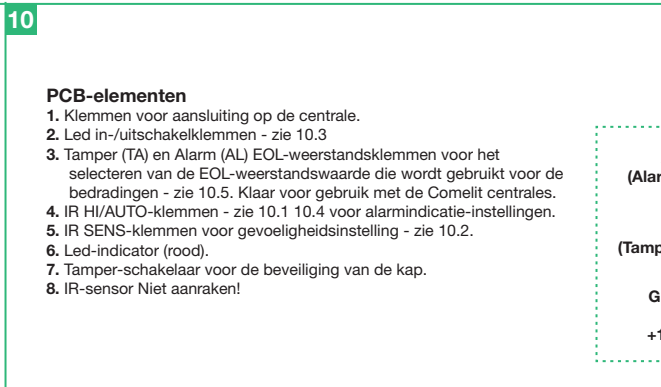 10
PCB-elementen
1. Klemmen voor aansluiting op de centrale.
2. Led in-/uitschakelklemmen - zie 10.3
3. Tamper (TA) en Alarm (AL) EOL-weerstandsklemmen voor het
selecteren van de EOL-weerstandswaarde die wordt gebruikt voor de
bedradingen - zie 10.5. Klaar voor gebruik met de Comelit centrales.
4. IR HI/AUTO-klemmen - zie 10.1 10.4 voor alarmindicatie-instellingen.
5. IR SENS-klemmen voor gevoeligheidsinstelling - zie 10.2.
6. Led-indicator (rood).
7. Tamper-schakelaar voor de beveiliging van de kap.
8. IR-sensor Niet aanraken!
(Alar
(Tamp
G
+1